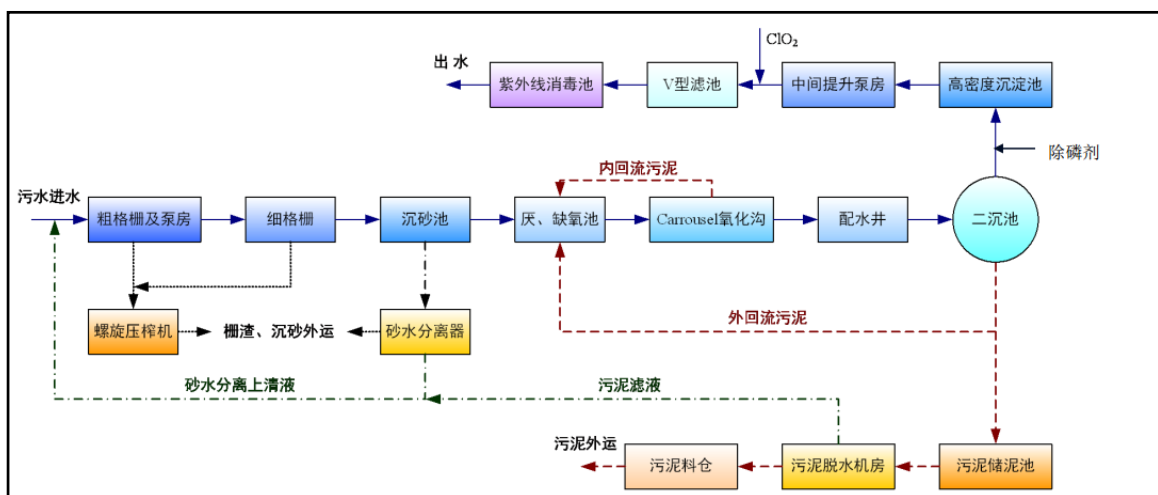 ClO₂
出 水
紫外线消毒池
V型滤池
中间提升泵房
高密度沉淀池
除磷剂
内回流污泥
污水进水
粗格栅及泵房
细格栅
沉砂池
厌、缺氧池
Carrousel氧化沟
配水井
二沉池
外回流污泥
螺旋压榨机
栅渣、沉砂外运
砂水分离器
砂水分离上清液
污泥滤液
污泥外运
污泥料仓
污泥脱水机房
污泥储泥池